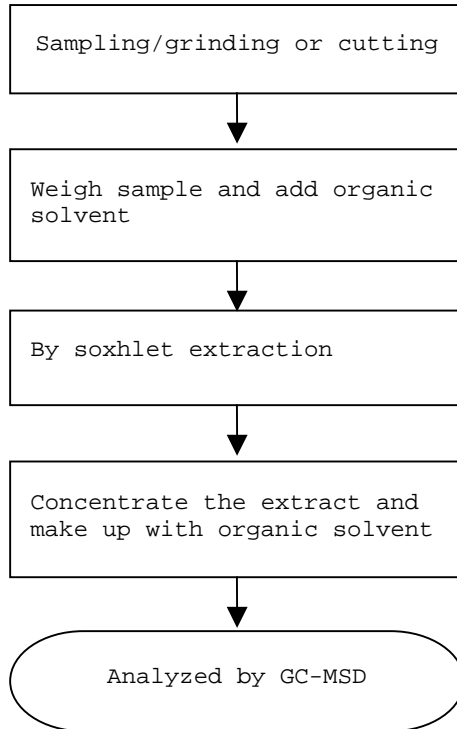 Sampling/grinding or cutting
Weigh sample and add organic
solvent
By soxhlet extraction
Concentrate the extract and
make up with organic solvent
Analyzed by GC-MSD